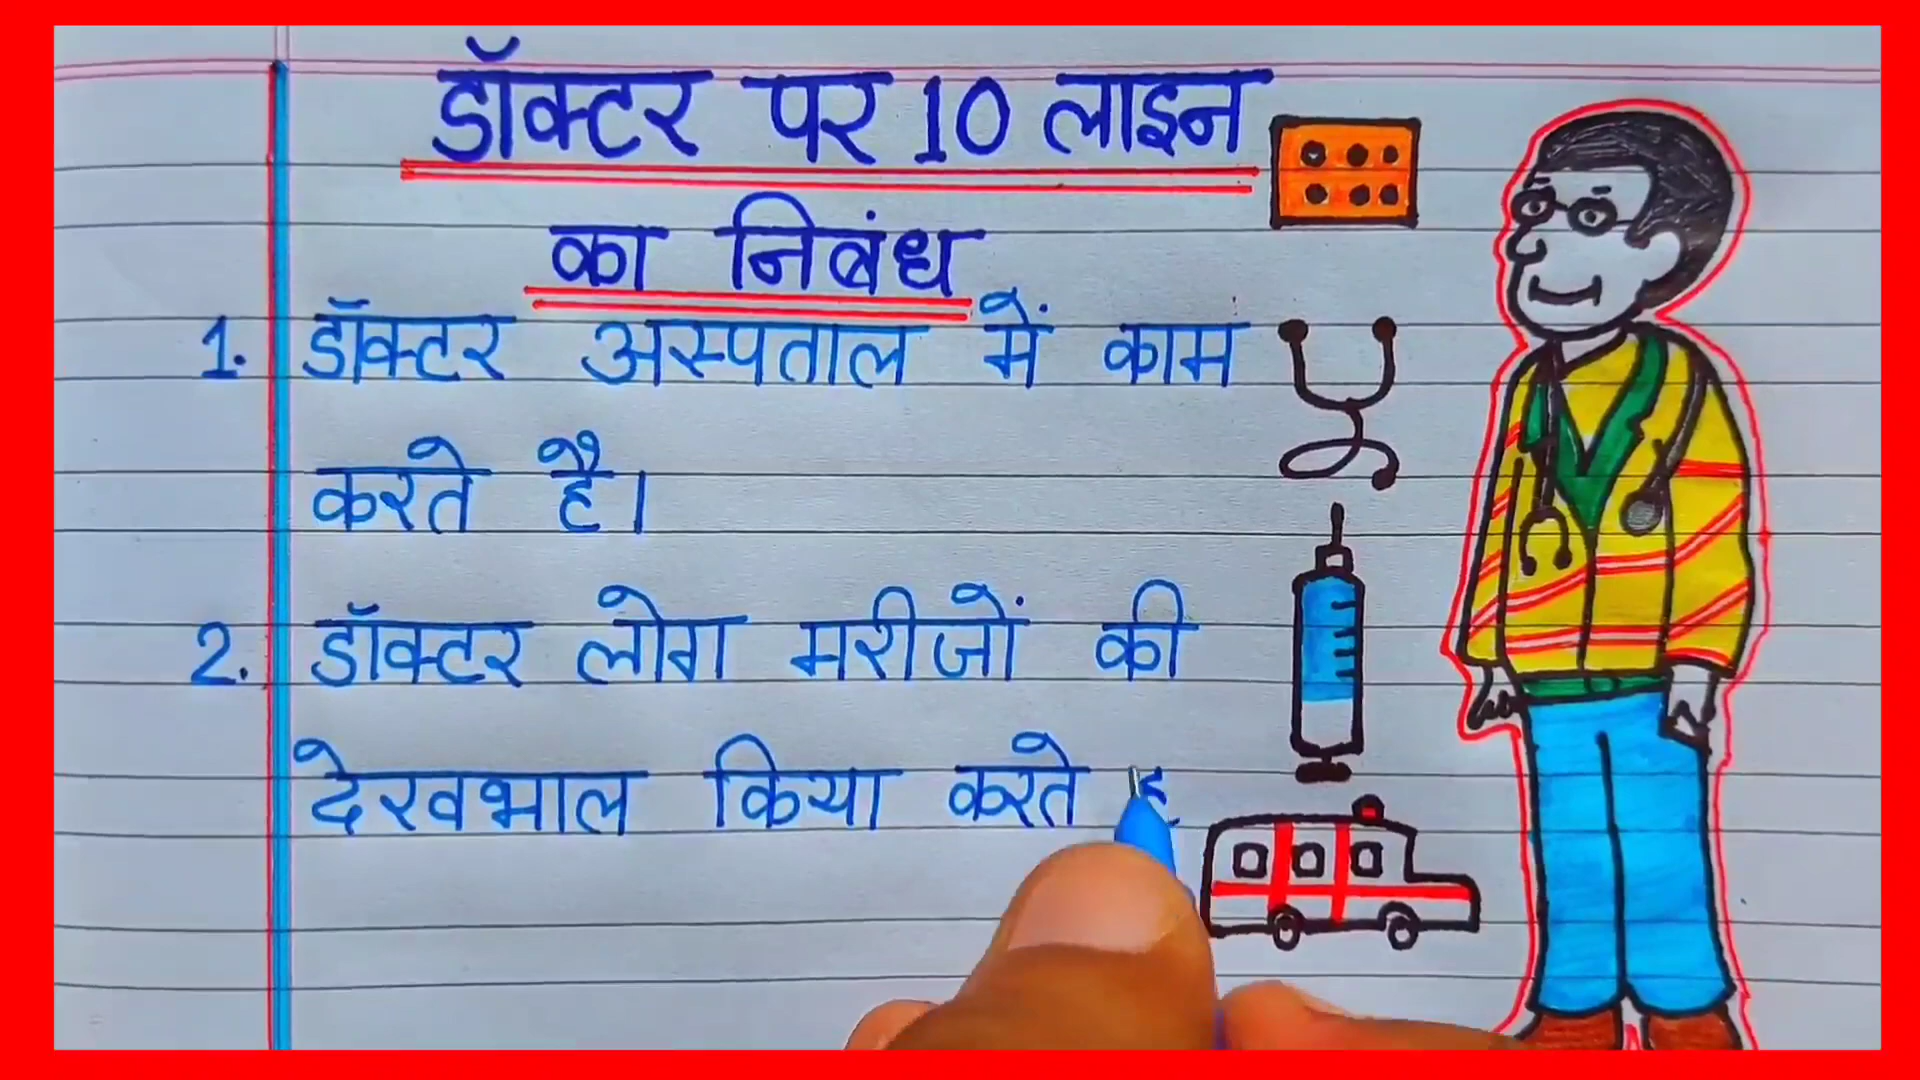 डॉक्टर पर 10 लाइन
का निबंध
1. डॉक्टर अस्पताल में काम
करते है।
2. डॉक्टर लोग मरीजों की
देखभाल किया करते ह